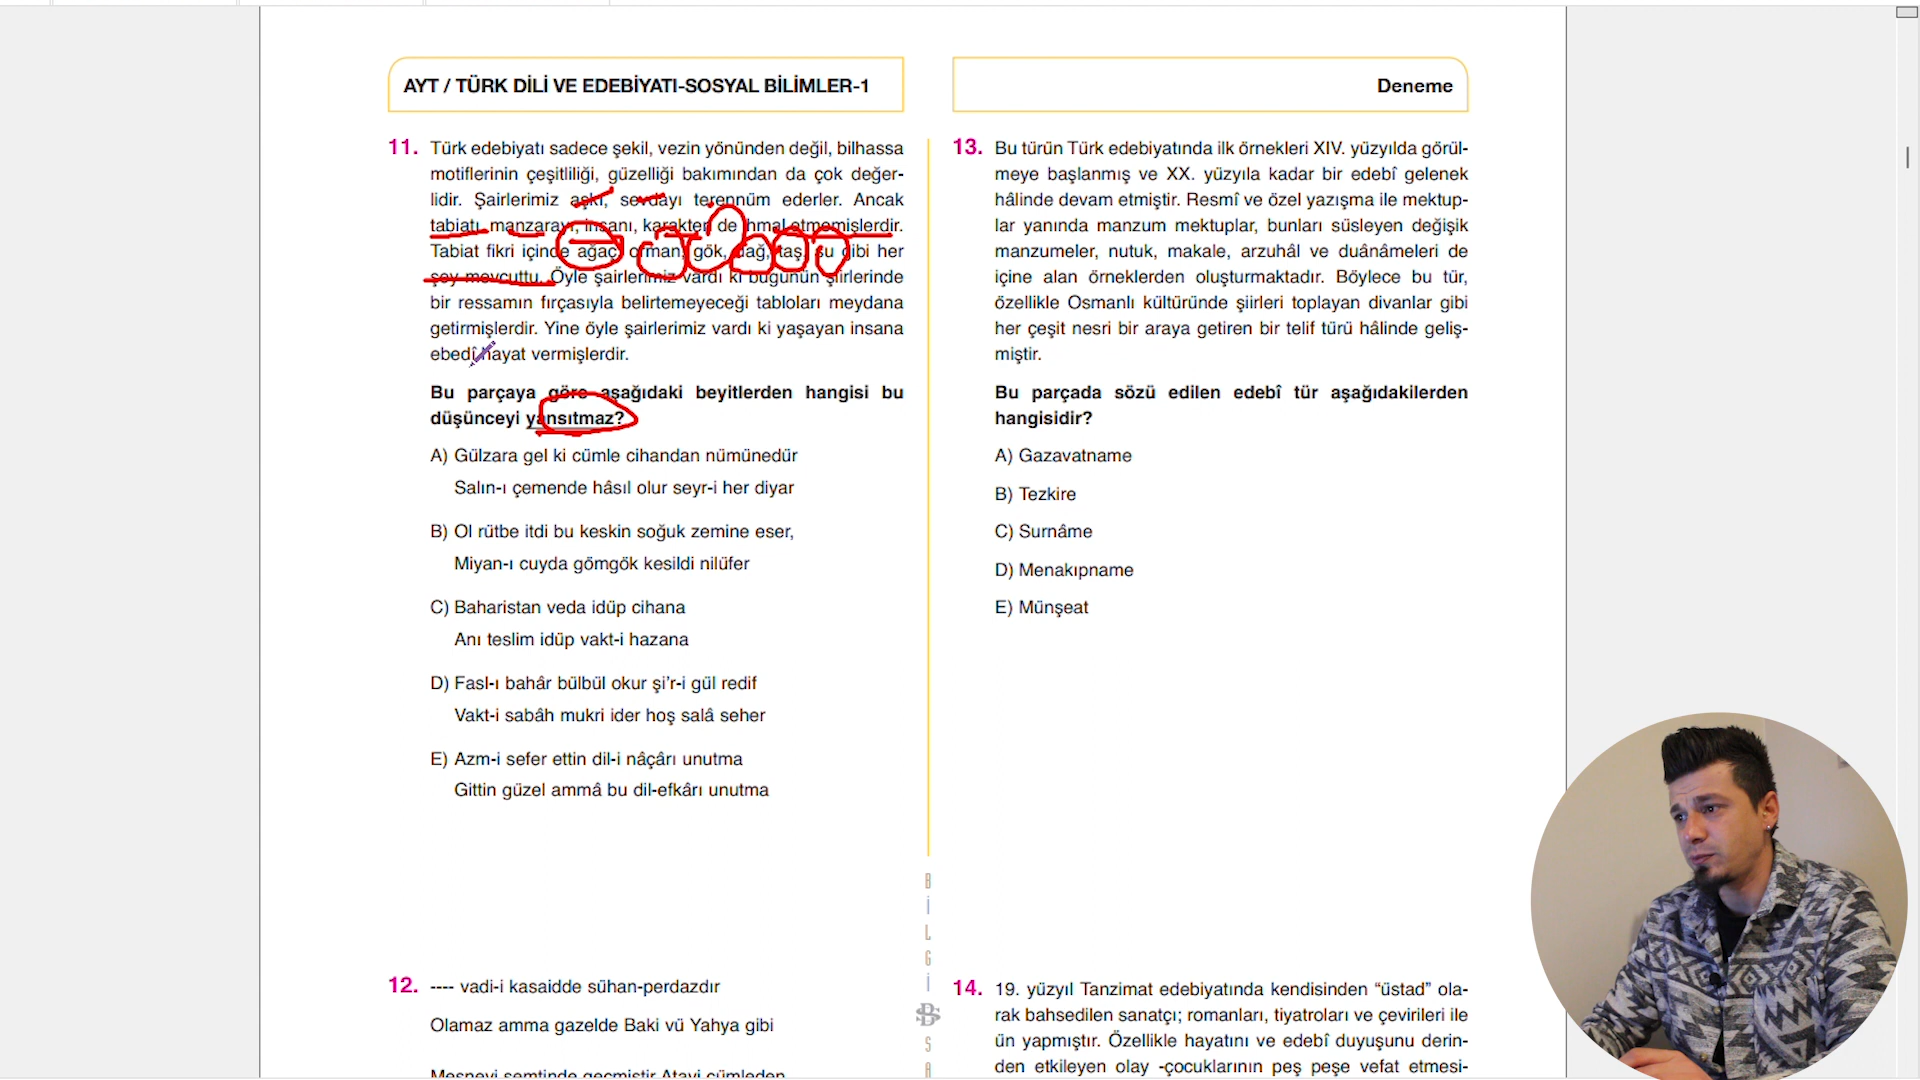 AYT / TÜRK DİLİ VE EDEBİYATI-SOSYAL BİLİMLER-1
Deneme
11. Türk edebiyatı sadece şekil, vezin yönünden değil, bilhassa
motiflerinin çeşitliliği, güzelliği bakımından da çok değer-
lidir. Şairlerimiz aşkı, sevdayı terennüm ederler. Ancak
tabiatı, manzarayı, insanı, karakteri de ihmal etmemişlerdir.
Tabiat fikri içinde ağaç, orman, gök, dağ, taş, su gibi her
şey mevcuttu. Öyle şairlerimiz vardı ki bugünün şiirlerinde
bir ressamın fırçasıyla belirtemeyeceği tabloları meydana
getirmişlerdir. Yine öyle şairlerimiz vardı ki yaşayan insana
ebedî hayat vermişlerdir.
Bu parçaya göre aşağıdaki beyitlerden hangisi bu
düşünceyi yansıtmaz?
A) Gülzara gel ki cümle cihandan nümünedür
Salın-ı çemende hâsıl olur seyr-i her diyar
B) Ol rütbe itdi bu keskin soğuk zemine eser,
Miyan-ı cuyda gömgök kesildi nilüfer
C) Baharistan veda idüp cihana
Anı teslim idüp vakt-i hazana
D) Fasl-ı bahâr bülbül okur şi’r-i gül redif
Vakt-i sabâh mukri ider hoş salâ seher
E) Azm-i sefer ettin dil-i nâçârı unutma
Gittin güzel ammâ bu dil-efkârı unutma
12. ---- vadi-i kasaidde sühan-perdazdır
Olamaz amma gazelde Baki vü Yahya gibi
Mesnevi semtinde geçmiştir Atayi cümleden
13. Bu türün Türk edebiyatında ilk örnekleri XIV. yüzyılda görül-
meye başlanmış ve XX. yüzyıla kadar bir edebî gelenek
hâlinde devam etmiştir. Resmî ve özel yazışma ile mektup-
lar yanında manzum mektuplar, bunları süsleyen değişik
manzumeler, nutuk, makale, arzuhâl ve duânâmeleri de
içine alan örneklerden oluşturmaktadır. Böylece bu tür,
özellikle Osmanlı kültüründe şiirleri toplayan divanlar gibi
her çeşit nesri bir araya getiren bir telif türü hâlinde geliş-
miştir.
Bu parçada sözü edilen edebî tür aşağıdakilerden
hangisidir?
A) Gazavatname
B) Tezkire
C) Surnâme
D) Menakıpname
E) Münşeat
14. 19. yüzyıl Tanzimat edebiyatında kendisinden “üstad” ola-
rak bahsedilen sanatçı; romanları, tiyatroları ve çevirileri ile
ün yapmıştır. Özellikle hayatını ve edebî duyuşunu derin-
den etkileyen olay -çocuklarının peş peşe vefat etmesi-
B
İ
L
G
İ
S